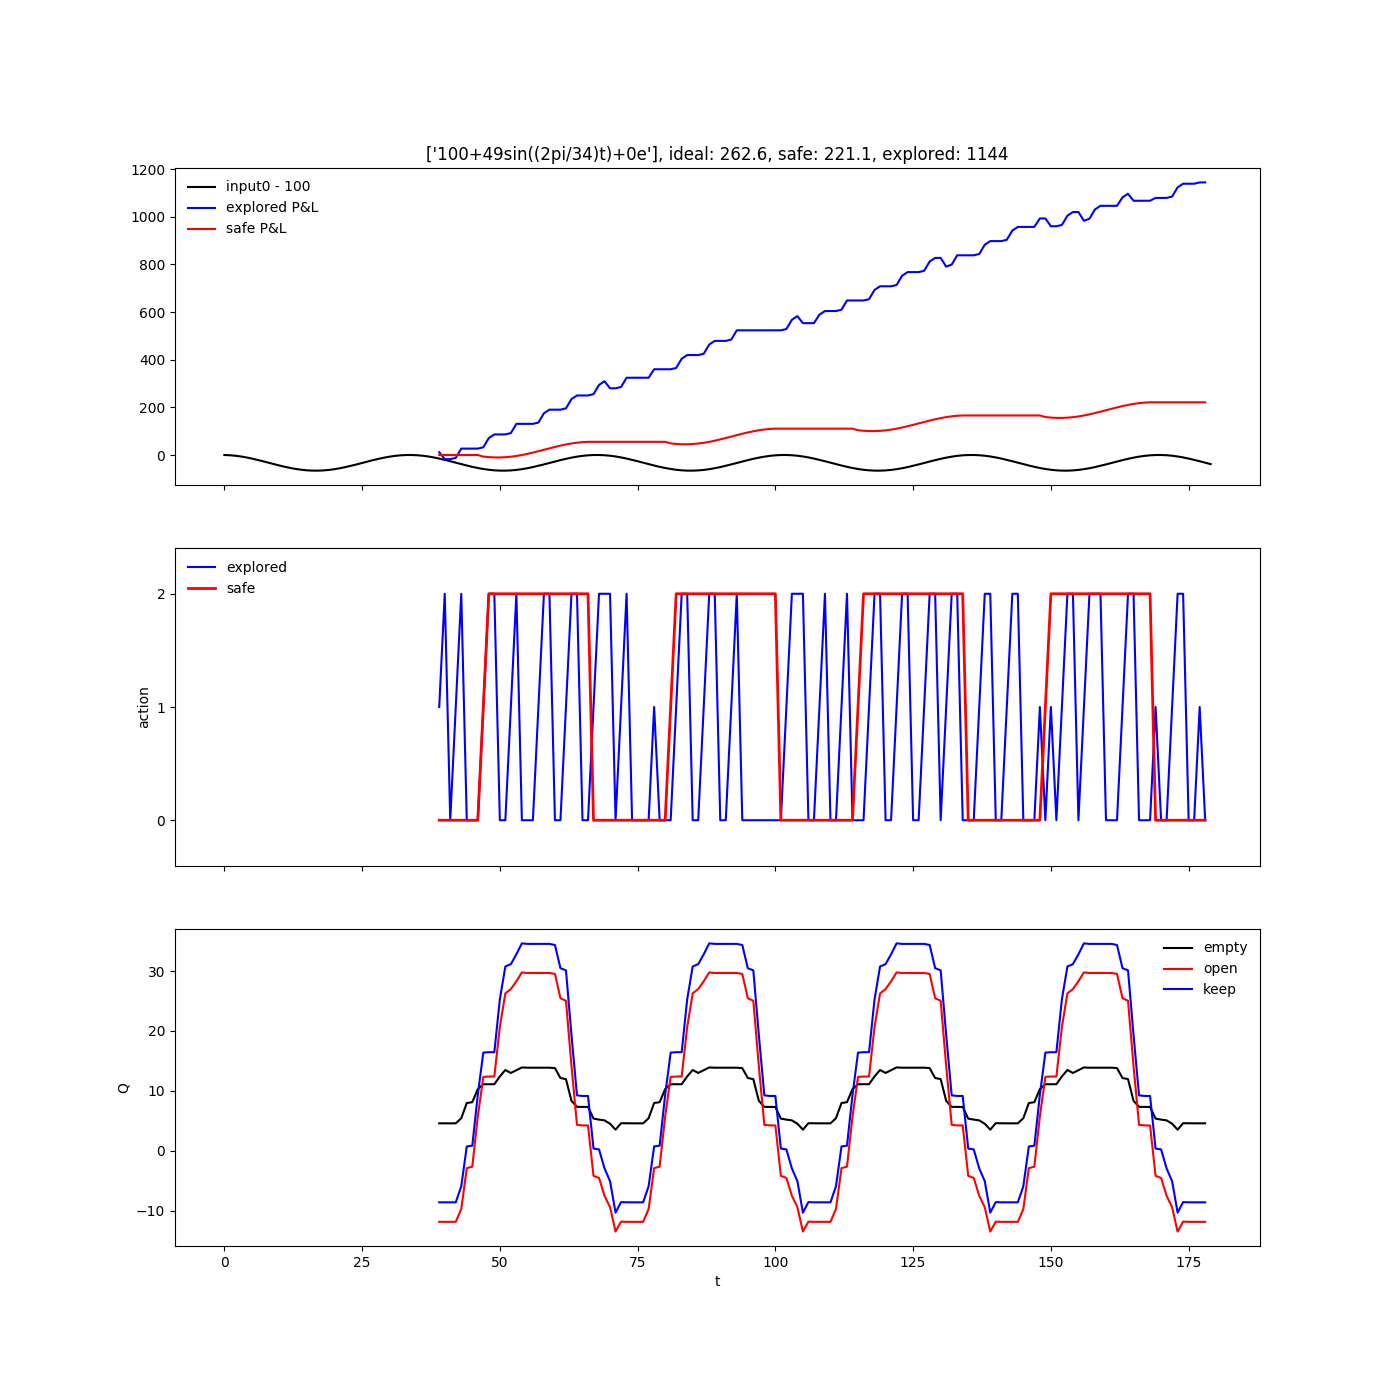 ['100+49sin((2pi/34)t)+0e'], ideal: 262.6, safe: 221.1, explored: 1144
1200
1000
800
600
400
200
0
input0 - 100
explored P&L
safe P&L
action
2
1
0
explored
safe
Q
30
20
10
0
−10
empty
open
keep
0 25 50 75 100 125 150 175
t